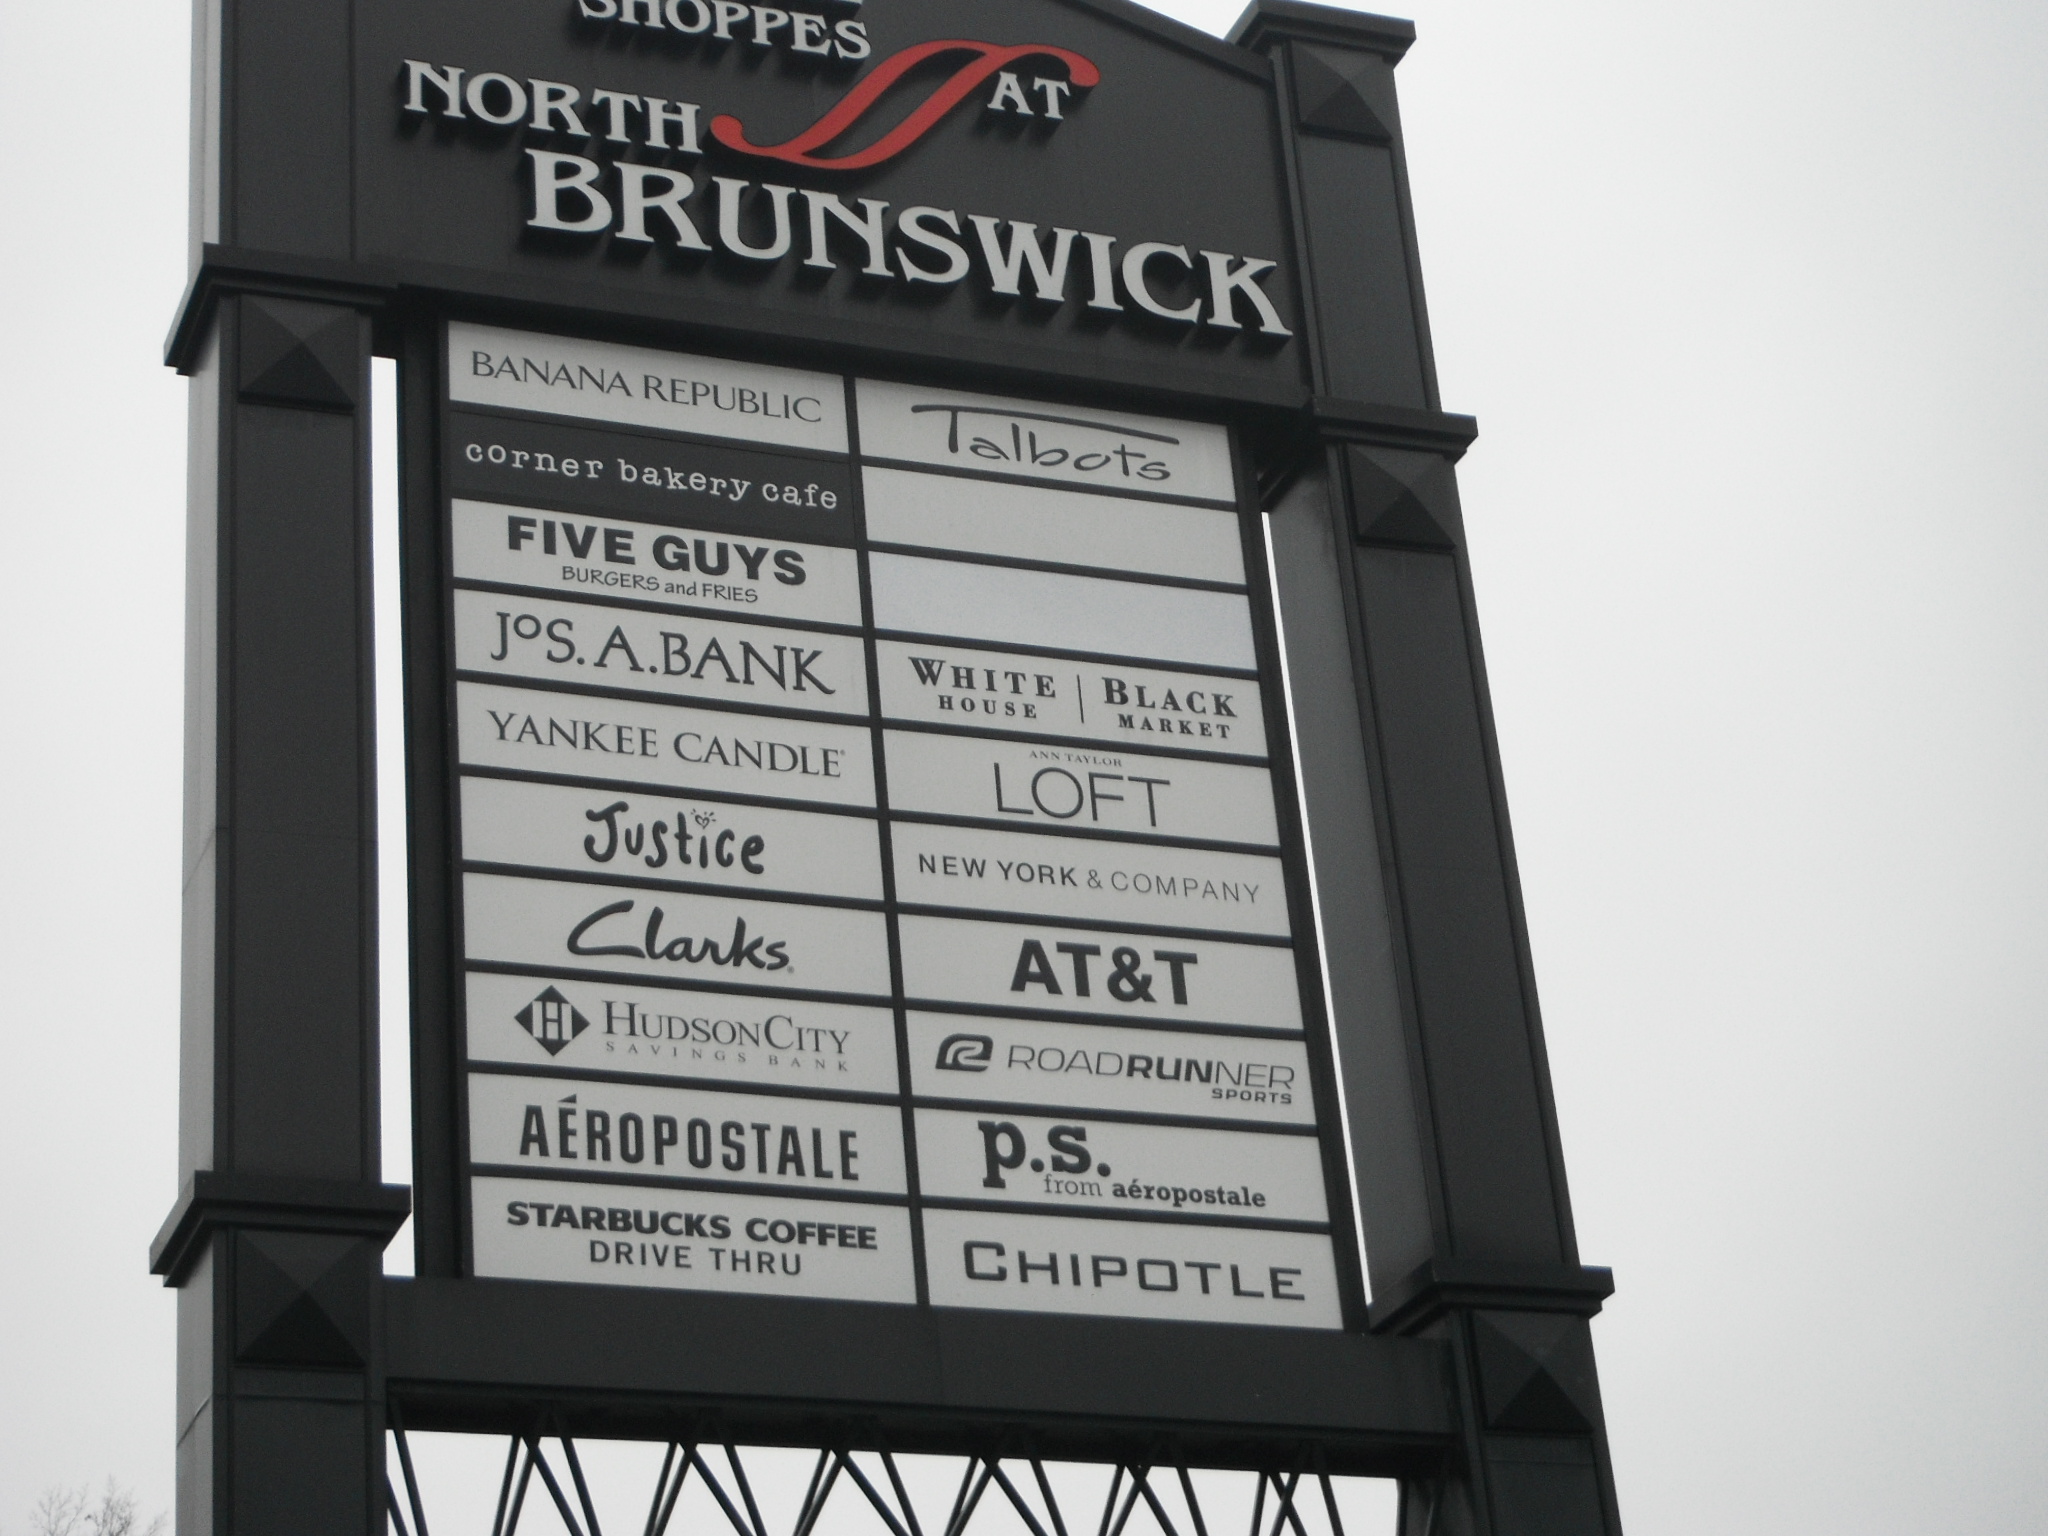 SHOPPES
AT
NORTH
BRUNSWICK
BANANA REPUBLIC
corner bakery cafe
FIVE GUYS
BURGERS and FRIES
JOS. A. BANK
YANKEE CANDLE®
Justice
Clarks
HUDSON CITY
SAVINGS BANK
AÉROPOSTALE
STARBUCKS COFFEE
DRIVE THRU
Talbots
WHITE | BLACK
HOUSE MARKET
ANN TAYLOR
LOFT
NEW YORK & COMPANY
AT&T
ROADRUNNER
SPORTS
p.s.
from aéropostale
CHIPOTLE